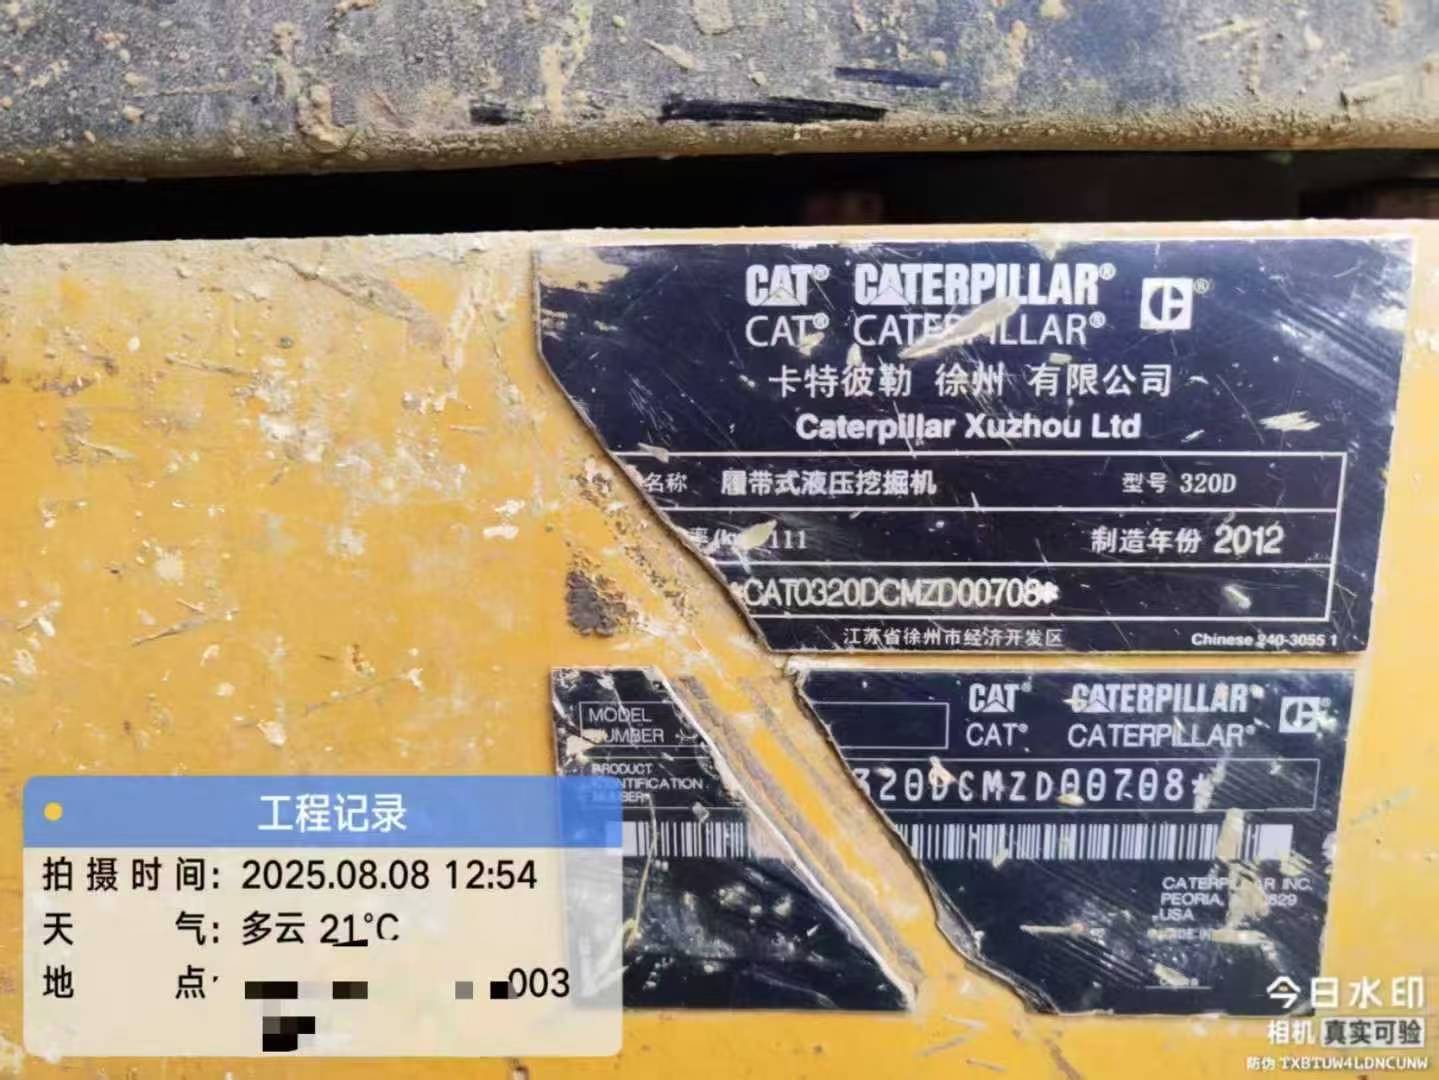 CAT® CATERPILLAR®
CAT® CATERPILLAR®
卡特彼勒 徐州 有限公司
Caterpillar Xuzhou Ltd
名称 履带式液压挖掘机 型号 320D
率(k 111 制造年份 2012
*CAT0320DCMZD00708*
江苏省徐州市经济开发区 Chinese 240-3055 1
MODEL
NUMBER
CAT® CATERPILLAR®
CAT® CATERPILLAR®
PRODUCT
IDENTIFICATION
NUMBER
320DCMZD00708*
CATERPILLAR INC.
PEORIA,
USA
工程记录
拍摄时间: 2025.08.08 12:54
天气: 多云 21°C
地点: 003
今日水印
相机 真实可验
防伪 TXBTUW4LDNCUNW